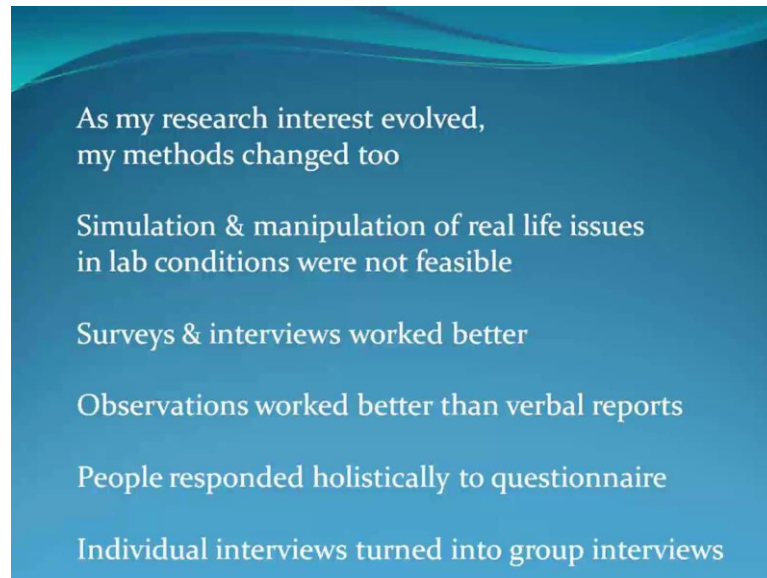 As my research interest evolved,
my methods changed too
Simulation & manipulation of real life issues
in lab conditions were not feasible
Surveys & interviews worked better
Observations worked better than verbal reports
People responded holistically to questionnaire
Individual interviews turned into group interviews